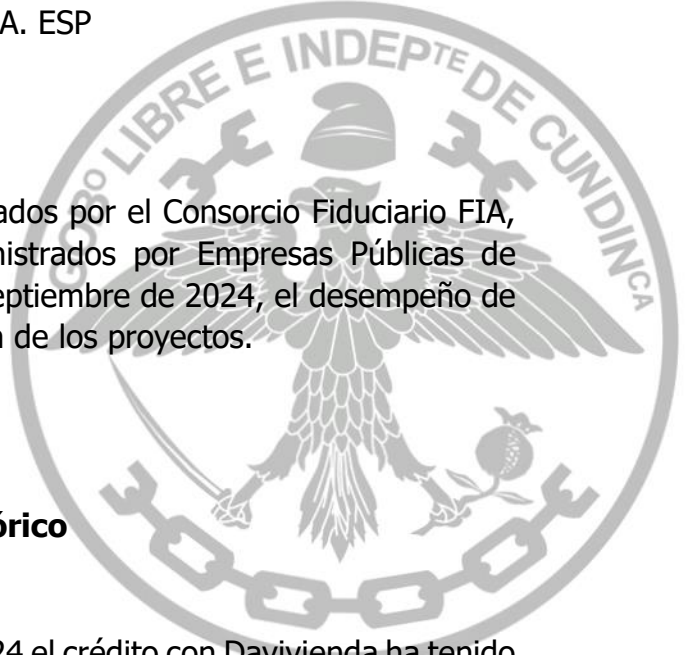 A. ESP
GOBº LIBRE E INDEPTE DE CUNDINCA
ados por el Consorcio Fiduciario FIA,
nistrados por Empresas Públicas de
eptiembre de 2024, el desempeño de
n de los proyectos.
órico
24 el crédito con Davivienda ha tenido